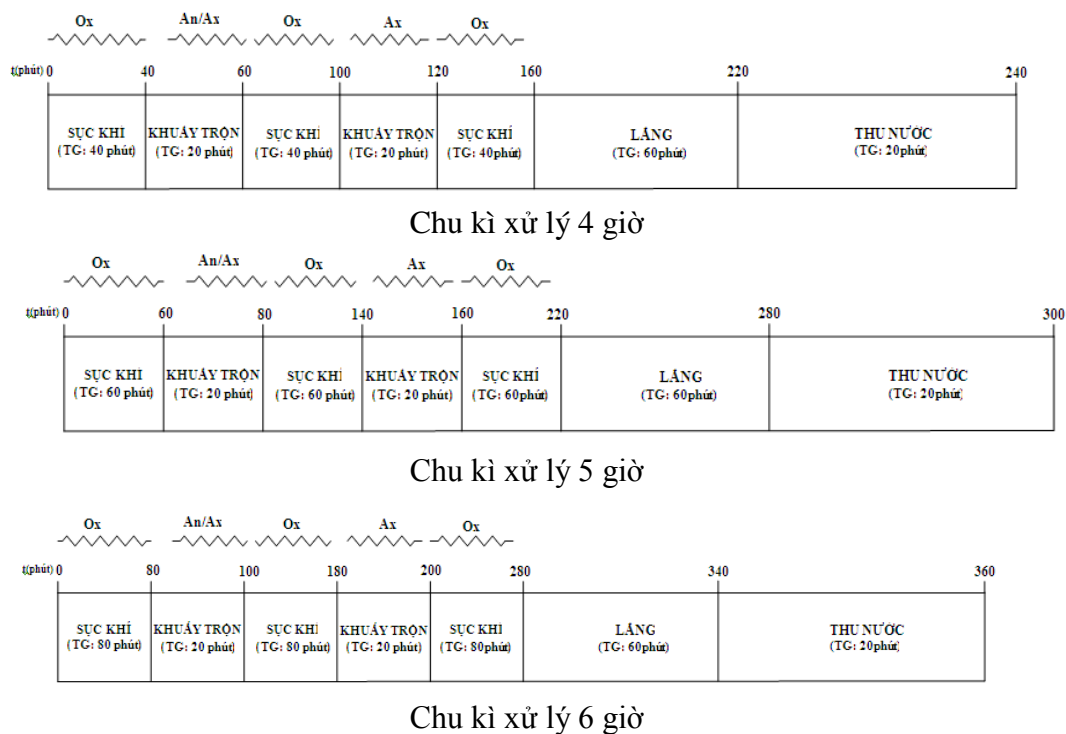 Ox An/Ax Ox Ax Ox
t(phút) 0 40 60 100 120 160 220 240
SỤC KHÍ KHUẤY TRỘN SỤC KHÍ KHUẤY TRỘN SỤC KHÍ LẮNG THU NƯỚC
(TG: 40 phút) (TG: 20 phút) (TG: 40 phút) (TG: 20 phút) (TG: 40phút) (TG: 60phút) (TG: 20phút)
Chu kì xử lý 4 giờ
Ox An/Ax Ox Ax Ox
t(phút) 0 60 80 140 160 220 280 300
SỤC KHÍ KHUẤY TRỘN SỤC KHÍ KHUẤY TRỘN SỤC KHÍ LẮNG THU NƯỚC
(TG: 60 phút) (TG: 20 phút) (TG: 60 phút) (TG: 20 phút) (TG: 60phút) (TG: 60phút) (TG: 20phút)
Chu kì xử lý 5 giờ
Ox An/Ax Ox Ax Ox
t(phút) 0 80 100 180 200 280 340 360
SỤC KHÍ KHUẤY TRỘN SỤC KHÍ KHUẤY TRỘN SỤC KHÍ LẮNG THU NƯỚC
(TG: 80 phút) (TG: 20 phút) (TG: 80 phút) (TG: 20 phút) (TG: 80phút) (TG: 60phút) (TG: 20phút)
Chu kì xử lý 6 giờ